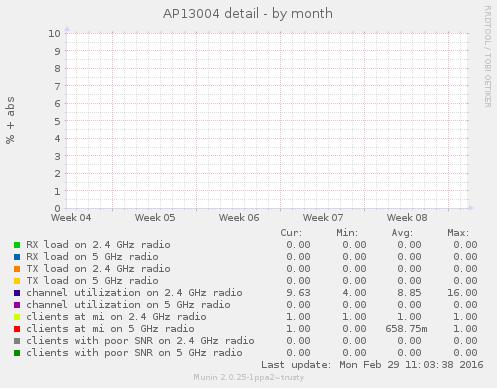 AP13004 detail - by month
RRDTOOL / TOBI OETIKER
% + abs
10
9
8
7
6
5
4
3
2
1
0
Week 04 Week 05 Week 06 Week 07 Week 08
Cur: Min: Avg: Max:
RX load on 2.4 GHz radio 0.00 0.00 0.00 0.00
RX load on 5 GHz radio 0.00 0.00 0.00 0.00
TX load on 2.4 GHz radio 0.00 0.00 0.00 0.00
TX load on 5 GHz radio 0.00 0.00 0.00 0.00
channel utilization on 2.4 GHz radio 9.63 4.00 8.85 16.00
channel utilization on 5 GHz radio 0.00 0.00 0.00 0.00
clients at mi on 2.4 GHz radio 1.00 1.00 1.00 1.00
clients at mi on 5 GHz radio 1.00 0.00 658.75m 1.00
clients with poor SNR on 2.4 GHz radio 0.00 0.00 0.00 0.00
clients with poor SNR on 5 GHz radio 0.00 0.00 0.00 0.00
Last update: Mon Feb 29 11:03:38 2016
Munin 2.0.25-1ppa2~trusty